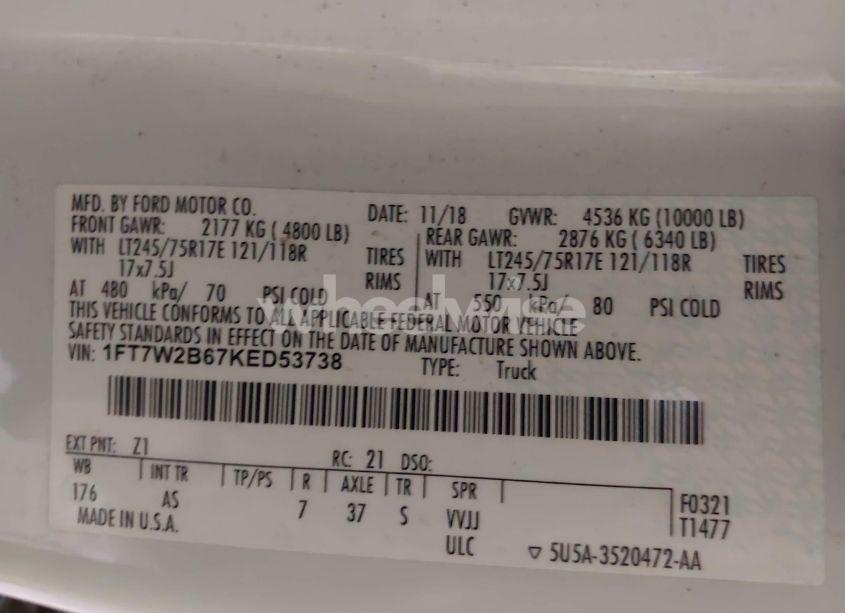 MFD. BY FORD MOTOR CO. DATE: 11/18 GVWR: 4536 KG (10000 LB)
FRONT GAWR: 2177 KG ( 4800 LB) REAR GAWR: 2876 KG ( 6340 LB)
WITH LT245/75R17E 121/118R TIRES WITH LT245/75R17E 121/118R TIRES
17x7.5J RIMS 17x7.5J RIMS
AT 480 kPa/ 70 PSI COLD AT 550 kPa/ 80 PSI COLD
THIS VEHICLE CONFORMS TO ALL APPLICABLE FEDERAL MOTOR VEHICLE
SAFETY STANDARDS IN EFFECT ON THE DATE OF MANUFACTURE SHOWN ABOVE.
VIN: 1FT7W2B67KED53738 TYPE: Truck
EXT PNT: Z1 RC: 21 DSO:
WB INT TR TP/PS R AXLE TR SPR
176 AS 7 37 S VVJJ
ULC
F0321
T1477
MADE IN U.S.A.
▽ 5U5A-3520472-AA